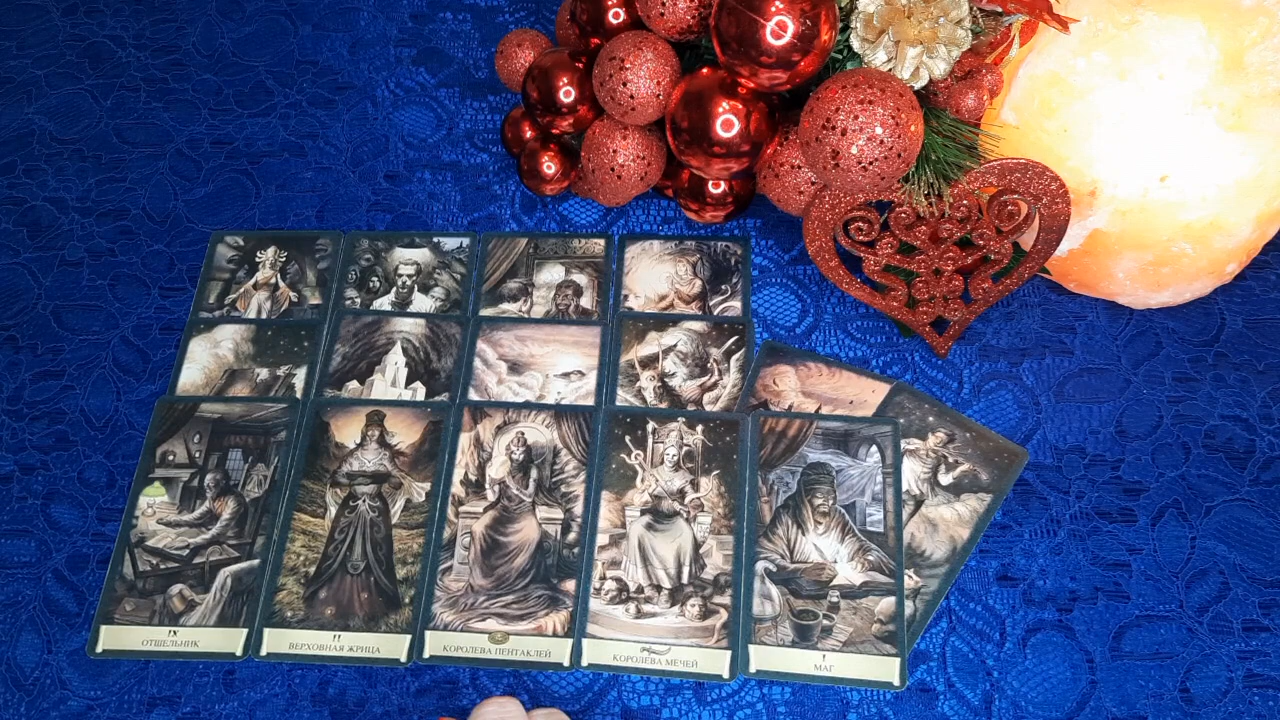 IX
ОТШЕЛЬНИК
II
ВЕРХОВНАЯ ЖРИЦА
КОРОЛЕВА ПЕНТАКЛЕЙ
КОРОЛЕВА МЕЧЕЙ
I
МАГ